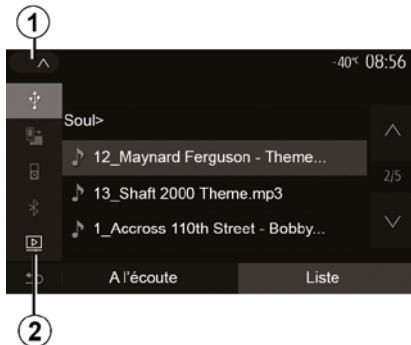 1
-40°C 08:56
Soul>
12_Maynard Ferguson - Theme...
13_Shaft 2000 Theme.mp3
2/5
1_Accross 110th Street - Bobby...
A l'écoute Liste
2